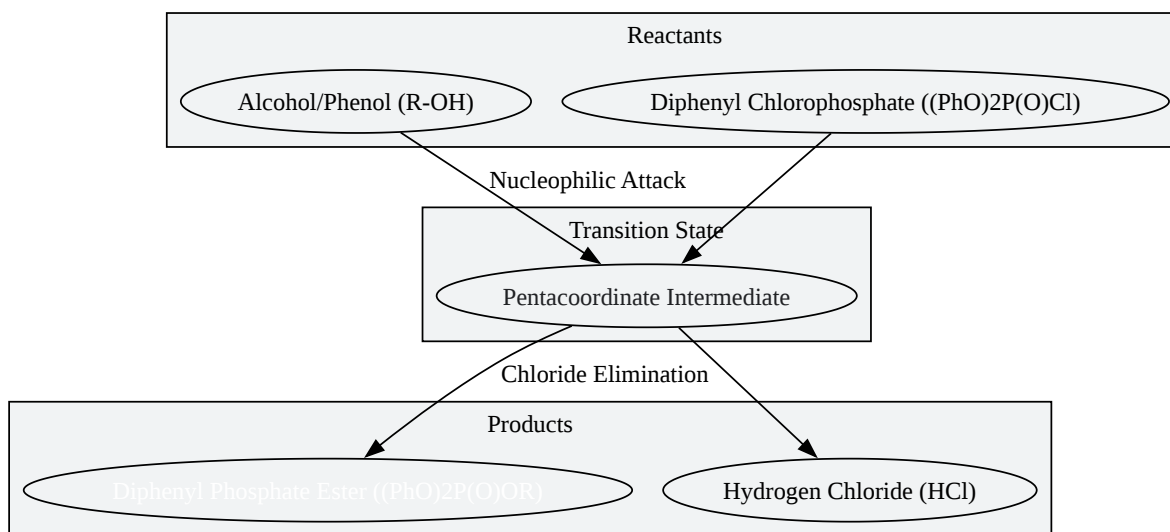 Reactants
Alcohol/Phenol (R-OH)
Diphenyl Chlorophosphate ((PhO)2P(O)Cl)
Nucleophilic Attack
Transition State
Pentacoordinate Intermediate
Chloride Elimination
Products
Diphenyl Phosphate Ester ((PhO)2P(O)OR)
Hydrogen Chloride (HCl)